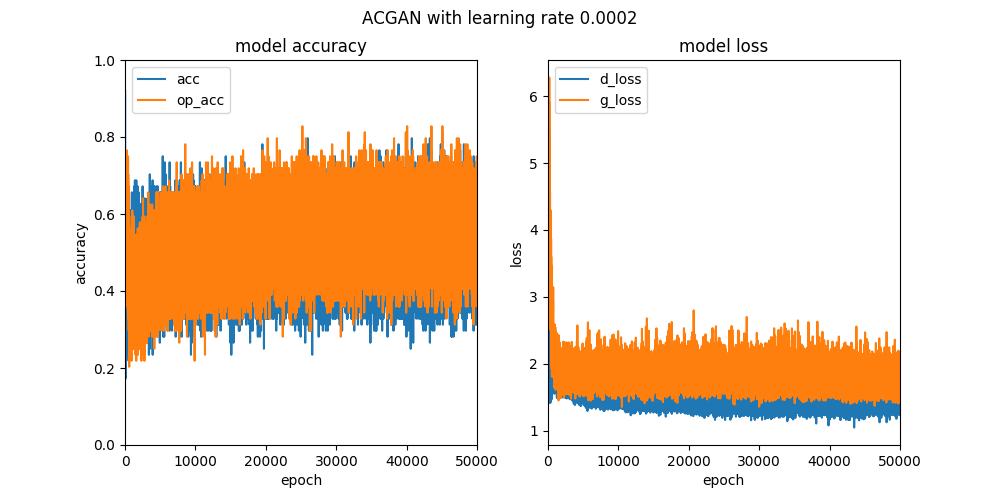 ACGAN with learning rate 0.0002
model accuracy
acc
op_acc
1.0
0.8
0.6
0.4
0.2
0.0
accuracy
0
10000
20000
30000
40000
50000
epoch
model loss
d_loss
g_loss
6
5
4
3
2
1
loss
0
10000
20000
30000
40000
50000
epoch